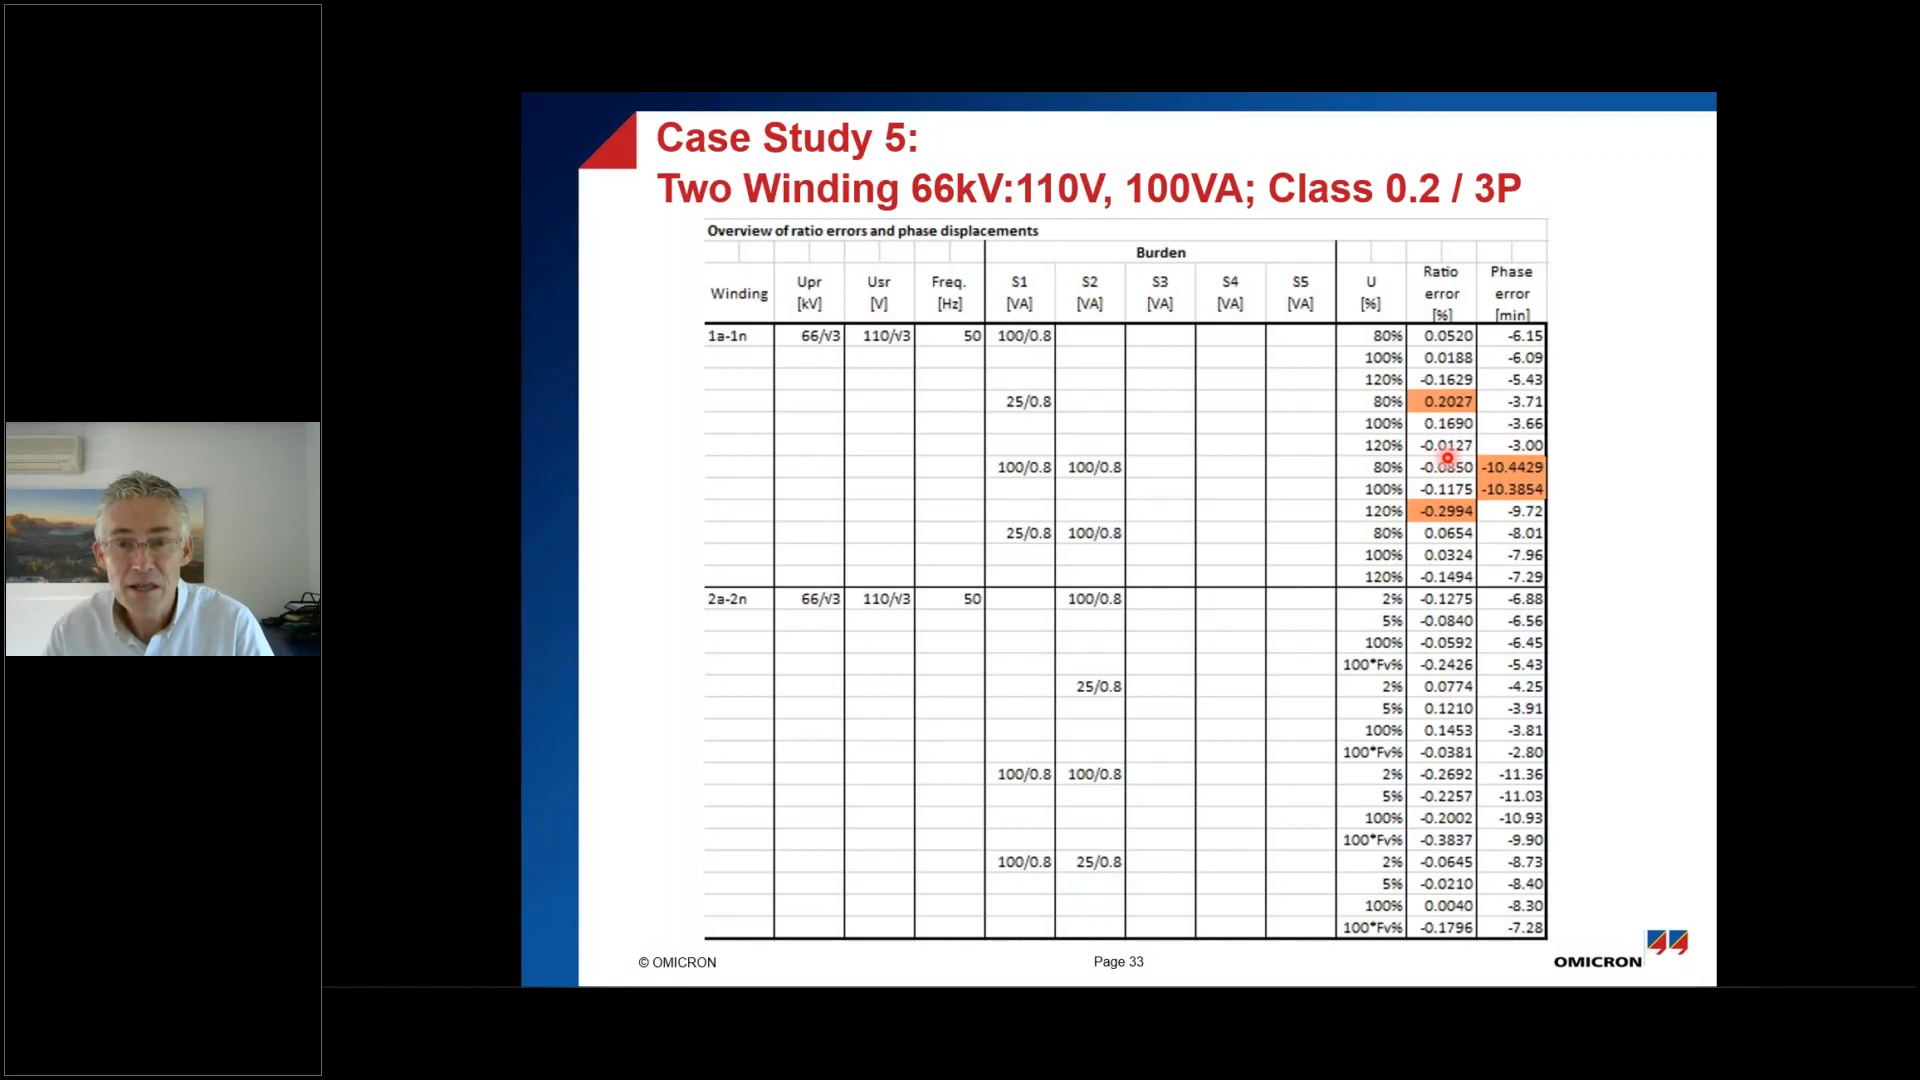 Case Study 5:
Two Winding 66kV:110V, 100VA; Class 0.2 / 3P
Overview of ratio errors and phase displacements
Burden
Winding Upr [kV] Usr [V] Freq. [Hz] S1 [VA] S2 [VA] S3 [VA] S4 [VA] S5 [VA] U [%] Ratio error [%] Phase error [min]
1a-1n 66/√3 110/√3 50 100/0.8 80% 0.0520 -6.15
100% 0.0188 -6.09
120% -0.1629 -5.43
25/0.8 80% 0.2027 -3.71
100% 0.1690 -3.66
120% -0.0127 -3.00
100/0.8 100/0.8 80% -0.0850 -10.4429
100% -0.1175 -10.3854
120% -0.2994 -9.72
25/0.8 100/0.8 80% 0.0654 -8.01
100% 0.0324 -7.96
120% -0.1494 -7.29
2a-2n 66/√3 110/√3 50 100/0.8 2% -0.1275 -6.88
5% -0.0840 -6.56
100% -0.0592 -6.45
100*Fv% -0.2426 -5.43
25/0.8 2% 0.0774 -4.25
5% 0.1210 -3.91
100% 0.1453 -3.81
100*Fv% -0.0381 -2.80
100/0.8 100/0.8 2% -0.2692 -11.36
5% -0.2257 -11.03
100% -0.2002 -10.93
100*Fv% -0.3837 -9.90
100/0.8 25/0.8 2% -0.0645 -8.73
5% -0.0210 -8.40
100% 0.0040 -8.30
100*Fv% -0.1796 -7.28
© OMICRON Page 33 OMICRON